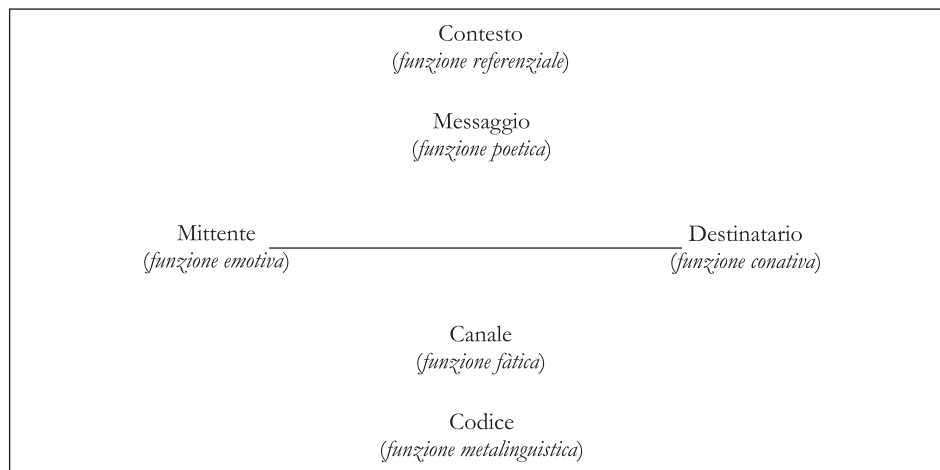 Contesto
(funzione referenziale)
Messaggio
(funzione poetica)
Mittente
(funzione emotiva)
Destinatario
(funzione conativa)
Canale
(funzione fàtica)
Codice
(funzione metalinguistica)